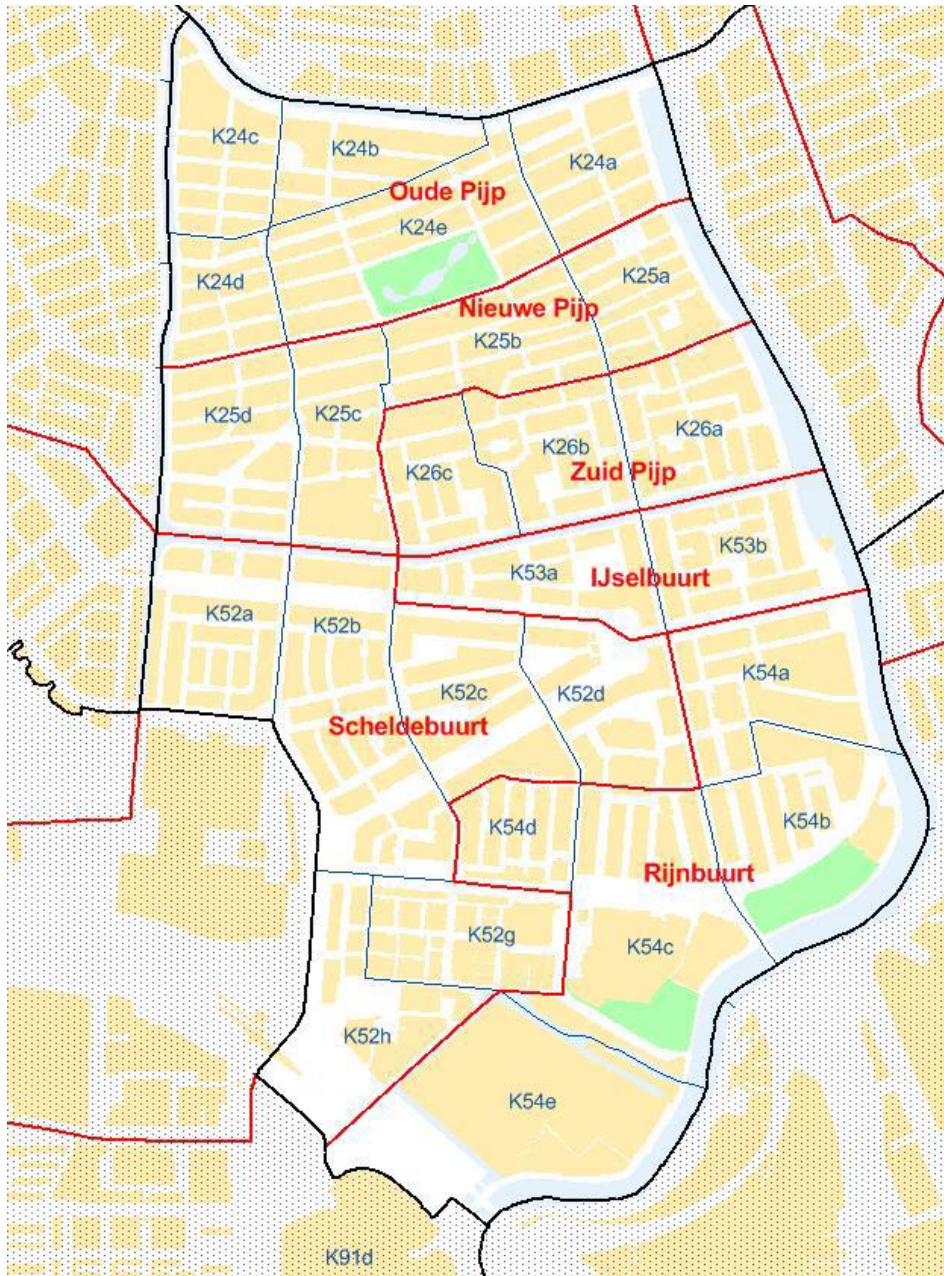 K24c
K24b
K24a
Oude Pijp
K24e
K24d
K25a
Nieuwe Pijp
K25b
K25d
K25c
K26a
K26b
K26c
Zuid Pijp
K53b
K53a
IJselbuurt
K52a
K52b
K54a
K52c
K52d
Scheldebuurt
K54d
K54b
Rijnbuurt
K52g
K54c
K52h
K54e
K91d